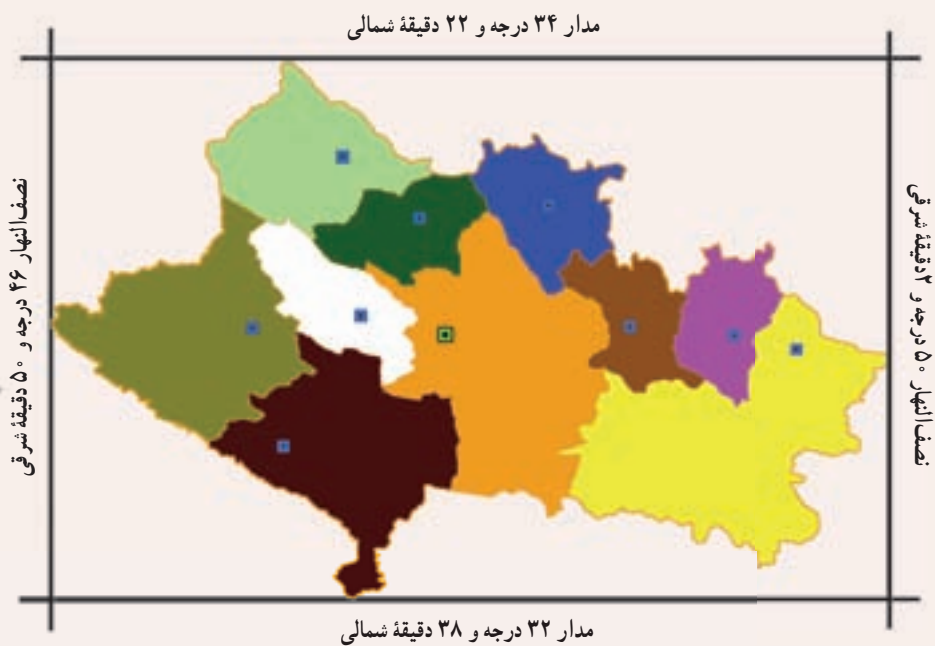 مدار ۳۴ درجه و ۲۲ دقیقهٔ شمالی
نصف‌النهار ۵۰ درجه و ۲ دقیقهٔ شرقی
نصف‌النهار ۴۶ درجه و ۵۰ دقیقهٔ شرقی
مدار ۳۲ درجه و ۳۸ دقیقهٔ شمالی